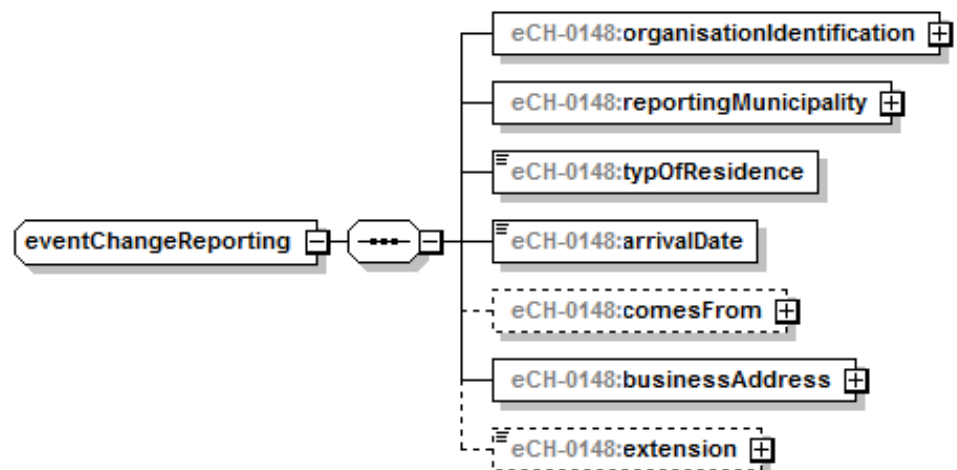 eCH-0148:organisationIdentification
eCH-0148:reportingMunicipality
eCH-0148:typOfResidence
eventChangeReporting
eCH-0148:arrivalDate
eCH-0148:comesFrom
eCH-0148:businessAddress
eCH-0148:extension